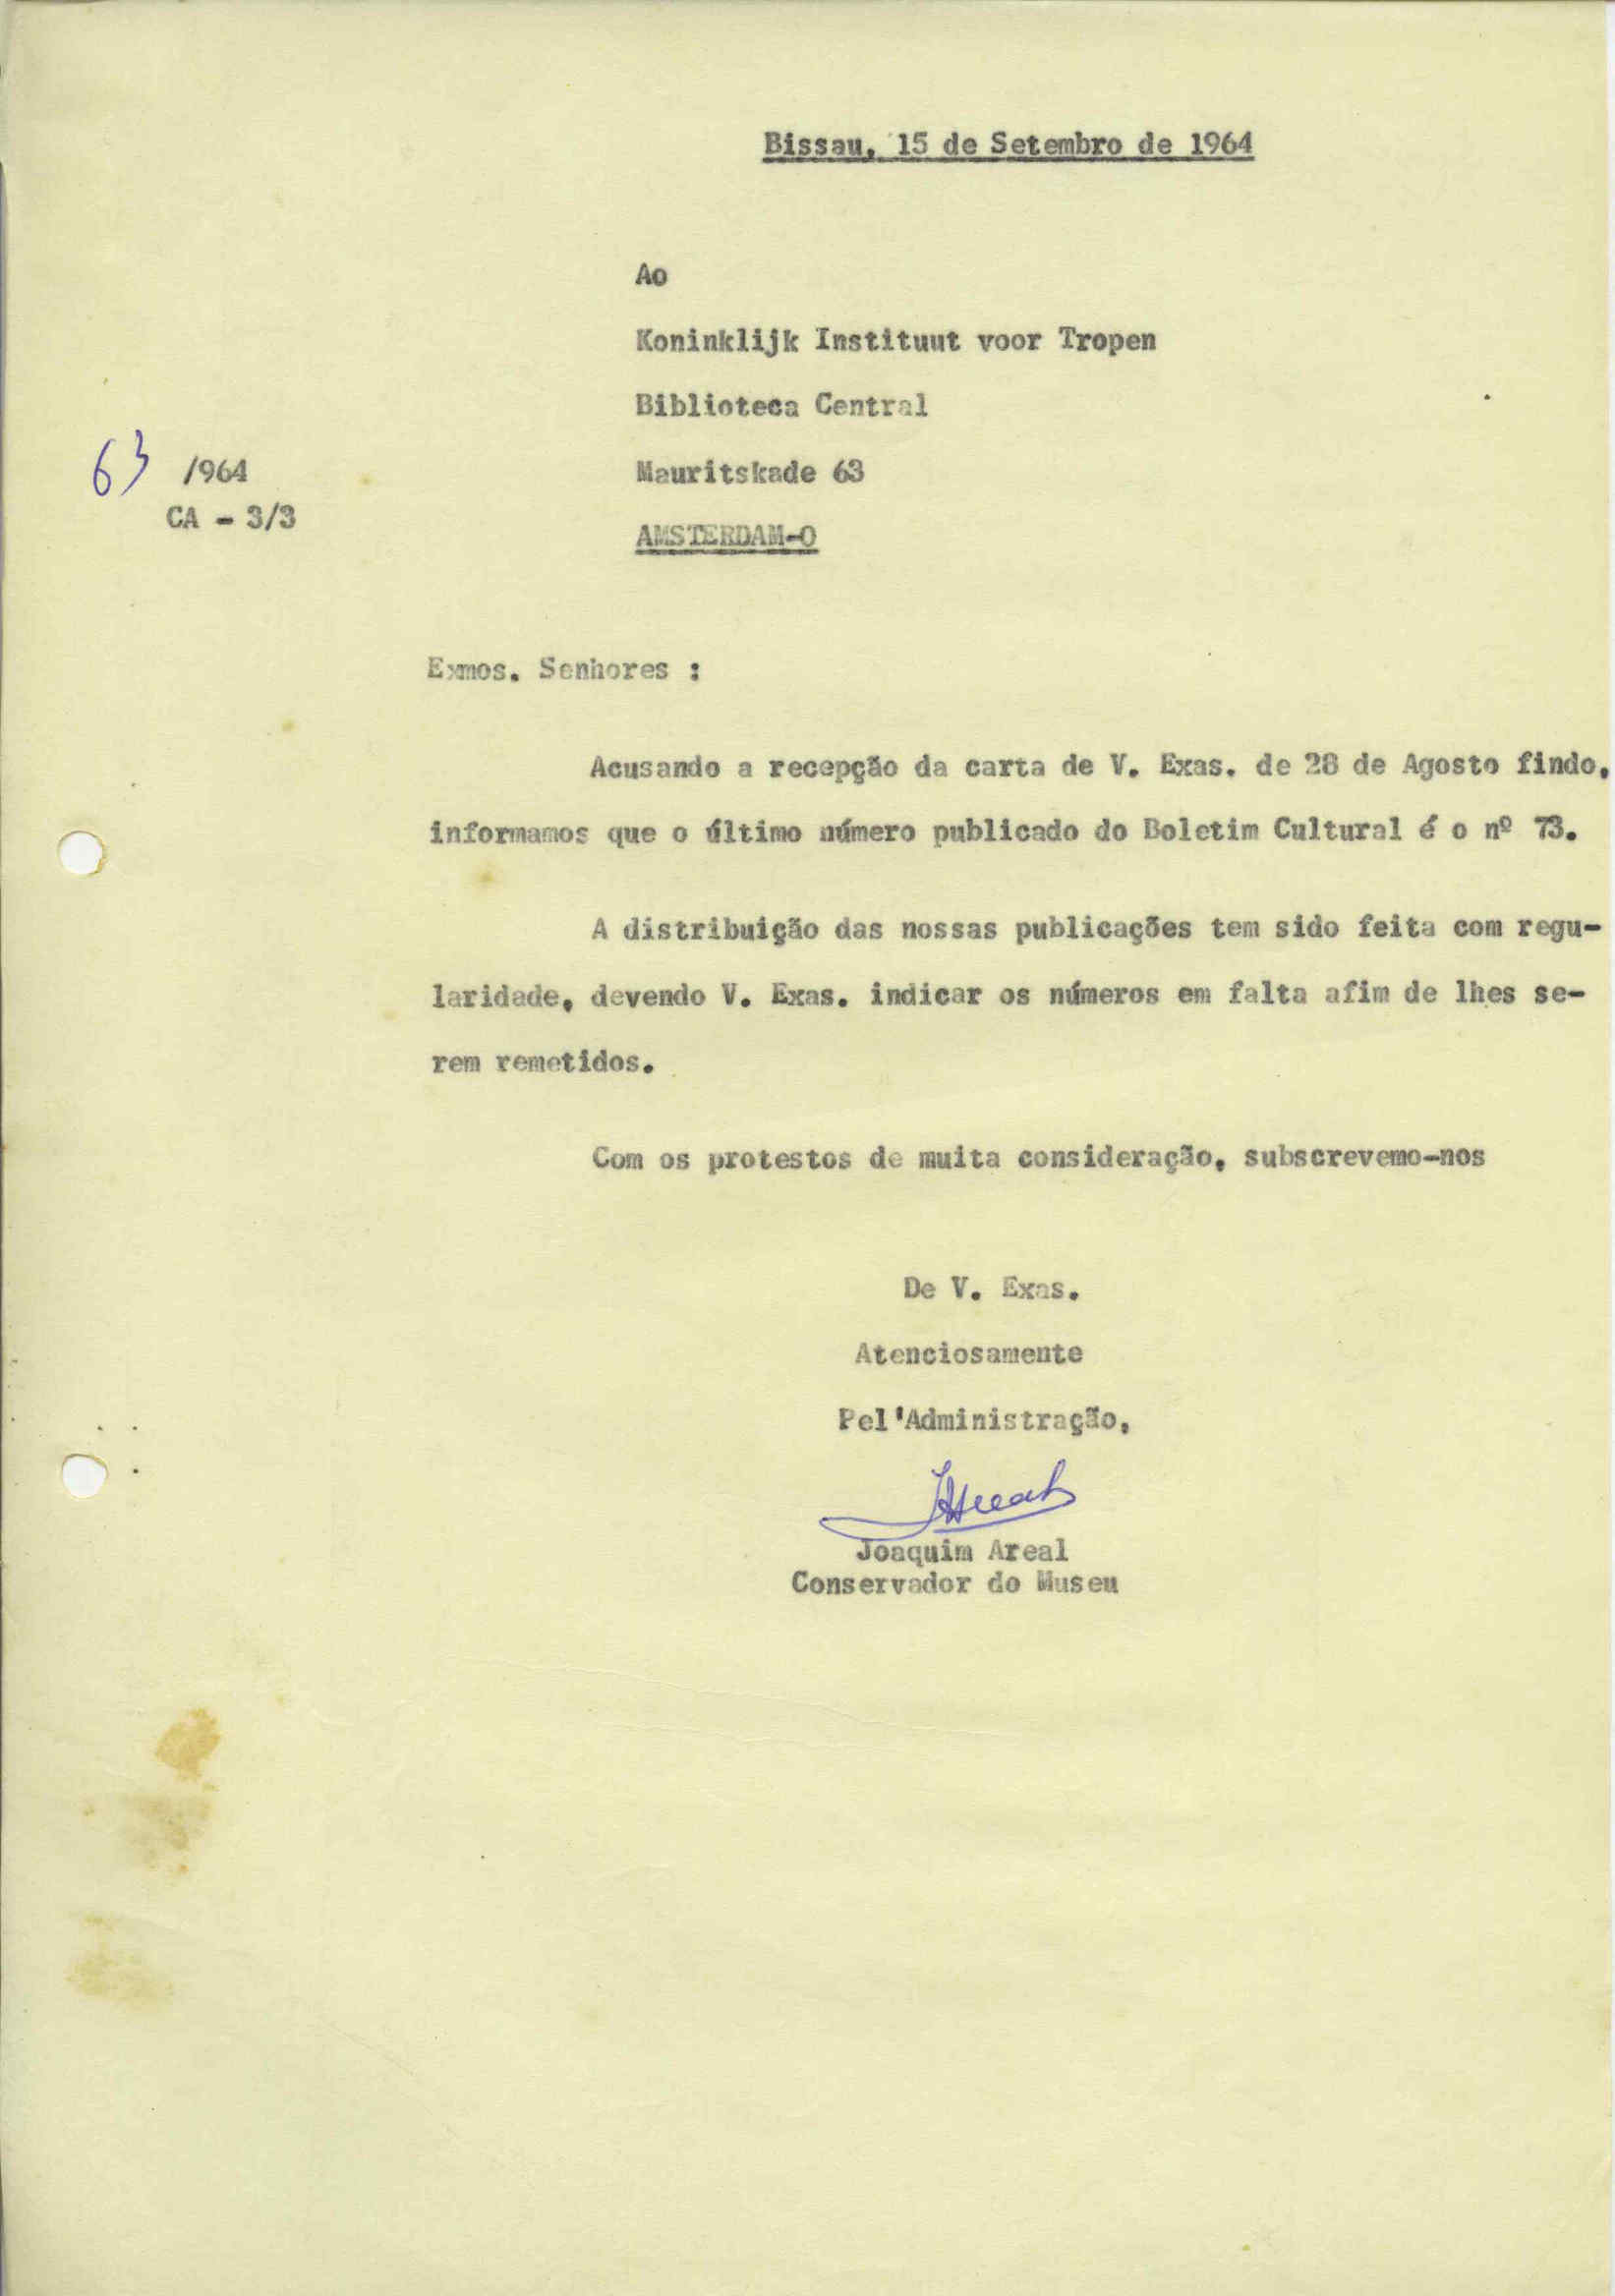 Bissau, 15 de Setembro de 1964
Ao
Koninklijk Instituut voor Tropen
Biblioteca Central
63 /964
CA - 3/3
Mauritskade 63
AMSTERDAM-O
Exmos. Senhores :
Acusando a recepção da carta de V. Exas. de 28 de Agosto findo,
informamos que o último número publicado do Boletim Cultural é o nº 73.
A distribuição das nossas publicações tem sido feita com regu-
laridade, devendo V. Exas. indicar os números em falta afim de lhes se-
rem remetidos.
Com os protestos de muita consideração, subscrevemo-nos
De V. Exas.
Atenciosamente
Pel'Administração,
JAreal
Joaquim Areal
Conservador do Museu